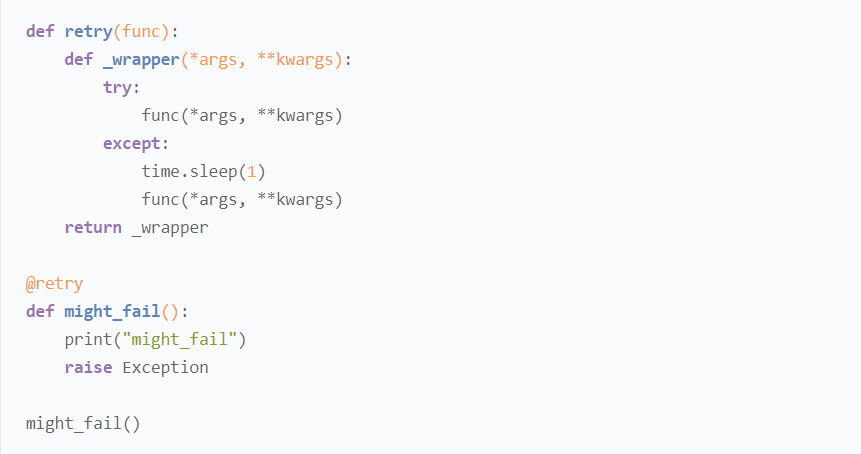 def retry(func):
    def _wrapper(*args, **kwargs):
        try:
            func(*args, **kwargs)
        except:
            time.sleep(1)
            func(*args, **kwargs)
    return _wrapper

@retry
def might_fail():
    print("might_fail")
    raise Exception

might_fail()